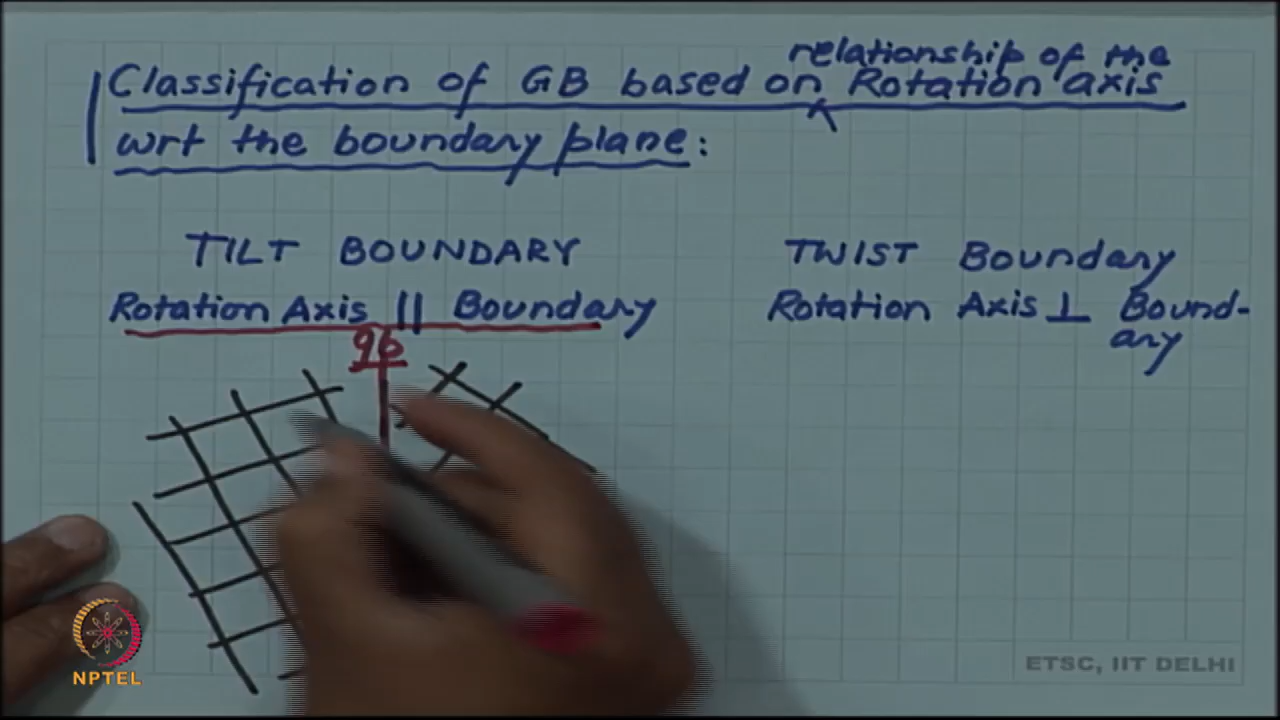 relationship of the
Classification of GB based on Rotation axis
wrt the boundary plane:
TILT BOUNDARY
Rotation Axis || Boundary
TWIST Boundary
Rotation Axis ⊥ Bound-
ary
NPTEL
ETSC, IIT DELHI